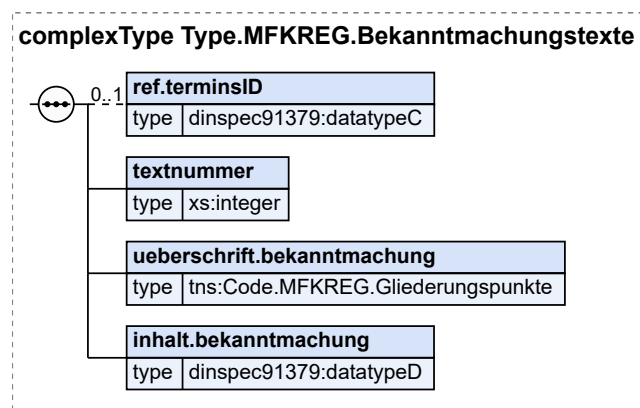 complexType Type.MFKREG.Bekanntmachungstexte
0..1
ref.terminsID
type dinspec91379:datatypeC
textnummer
type xs:integer
ueberschrift.bekanntmachung
type tns:Code.MFKREG.Gliederungspunkte
inhalt.bekanntmachung
type dinspec91379:datatypeD